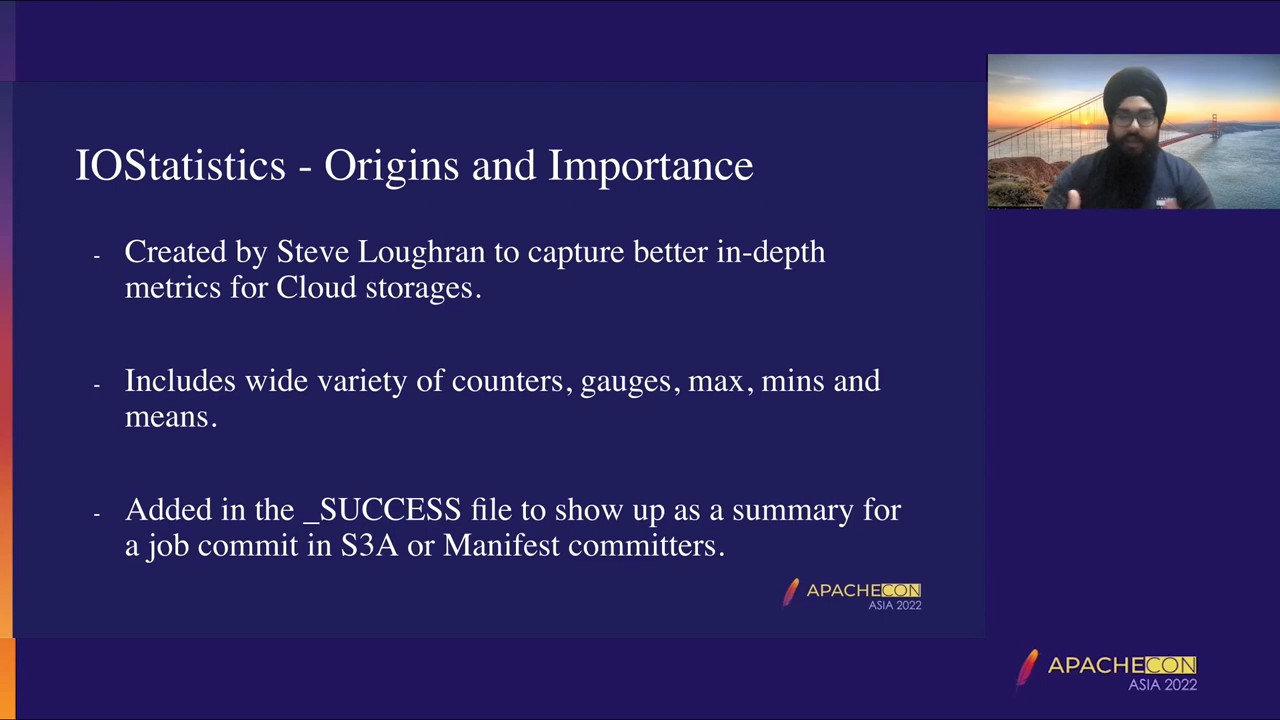 IOStatistics - Origins and Importance
- Created by Steve Loughran to capture better in-depth
metrics for Cloud storages.
- Includes wide variety of counters, gauges, max, mins and
means.
- Added in the _SUCCESS file to show up as a summary for
a job commit in S3A or Manifest committers.
APACHECON
ASIA 2022
APACHECON
ASIA 2022